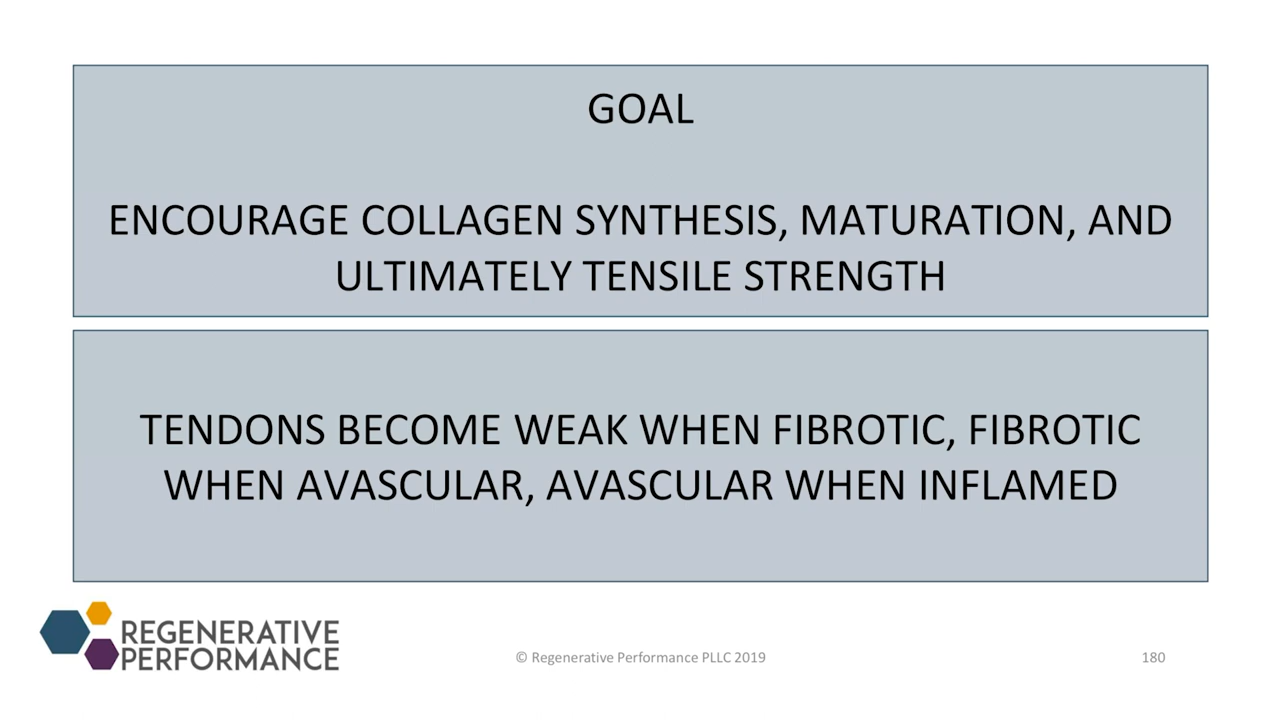 GOAL
ENCOURAGE COLLAGEN SYNTHESIS, MATURATION, AND
ULTIMATELY TENSILE STRENGTH
TENDONS BECOME WEAK WHEN FIBROTIC, FIBROTIC
WHEN AVASCULAR, AVASCULAR WHEN INFLAMED
REGENERATIVE
PERFORMANCE
© Regenerative Performance PLLC 2019
180